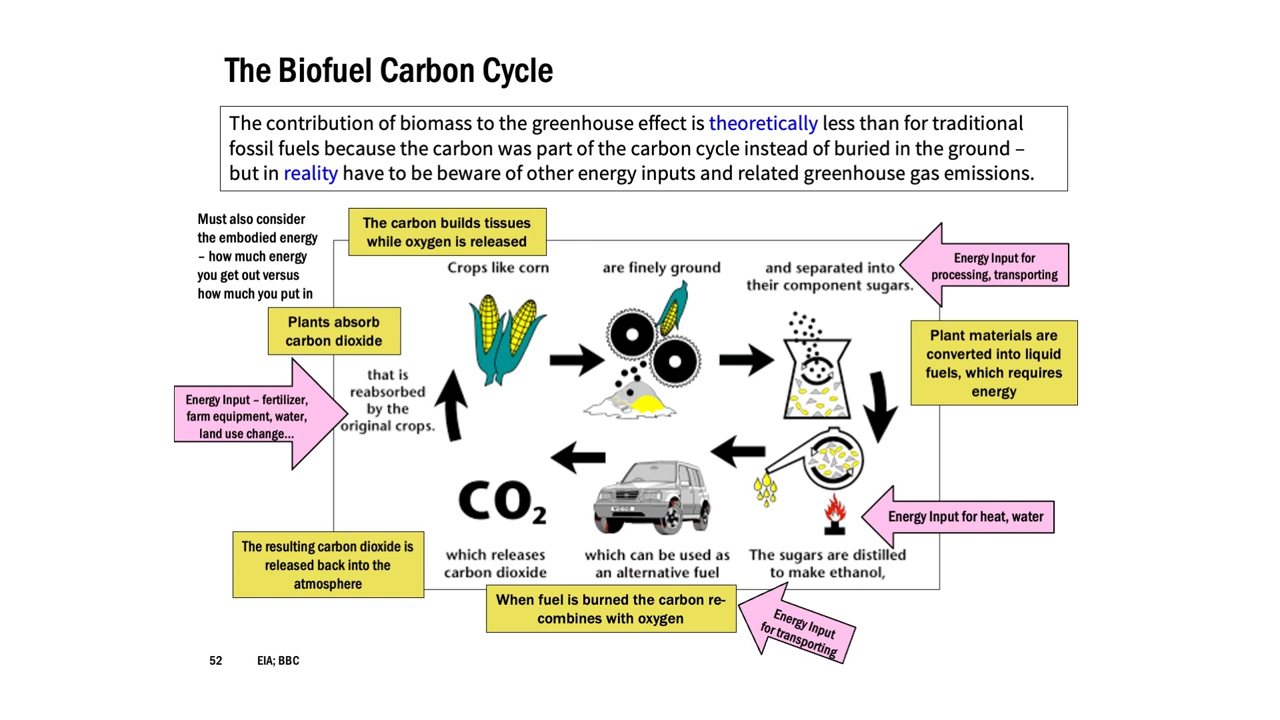 The Biofuel Carbon Cycle
The contribution of biomass to the greenhouse effect is theoretically less than for traditional
fossil fuels because the carbon was part of the carbon cycle instead of buried in the ground –
but in reality have to be beware of other energy inputs and related greenhouse gas emissions.
Must also consider
the embodied energy
– how much energy
you get out versus
how much you put in
The carbon builds tissues
while oxygen is released
Crops like corn
are finely ground
and separated into
their component sugars.
Energy Input for
processing, transporting
Plants absorb
carbon dioxide
Plant materials are
converted into liquid
fuels, which requires
energy
that is
reabsorbed
by the
original crops.
Energy Input – fertilizer,
farm equipment, water,
land use change...
CO2
Energy Input for heat, water
The resulting carbon dioxide is
released back into the
atmosphere
which releases
carbon dioxide
which can be used as
an alternative fuel
The sugars are distilled
to make ethanol,
When fuel is burned the carbon re-
combines with oxygen
Energy Input
for transporting
52
EIA; BBC